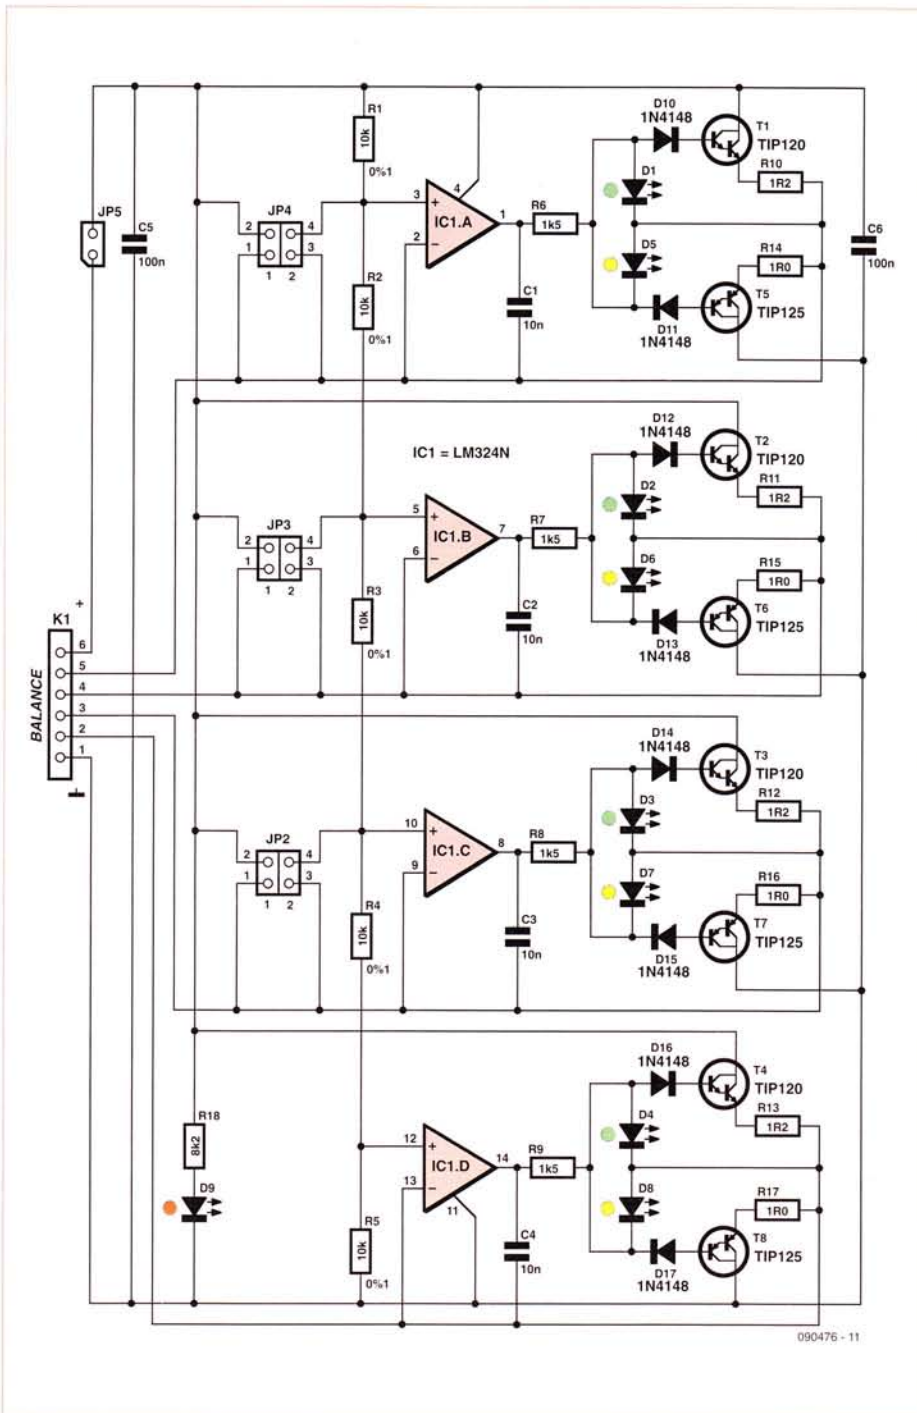 R1
10k
0%1
D10
1N4148
T1
TIP120
R10
1R2
JP5
C5
100n
JP4
2
4
1
3
1
2
3
+
2
–
4
1
IC1.A
R6
1k5
D1
D5
R14
1R0
C6
100n
R2
10k
0%1
C1
10n
D11
1N4148
T5
TIP125
IC1 = LM324N
D12
1N4148
T2
TIP120
R11
1R2
JP3
2
4
1
3
1
2
5
+
6
–
7
IC1.B
R7
1k5
D2
D6
R15
1R0
R3
10k
0%1
C2
10n
D13
1N4148
T6
TIP125
K1
+
6
5
4
3
2
1
BALANCE
D14
1N4148
T3
TIP120
R12
1R2
JP2
2
4
1
3
1
2
10
+
9
–
8
IC1.C
R8
1k5
D3
D7
R16
1R0
R4
10k
0%1
C3
10n
D15
1N4148
T7
TIP125
D16
1N4148
T4
TIP120
R13
1R2
R18
8k2
D9
12
+
13
–
14
11
IC1.D
R9
1k5
D4
D8
R17
1R0
R5
10k
0%1
C4
10n
D17
1N4148
T8
TIP125
090476 - 11